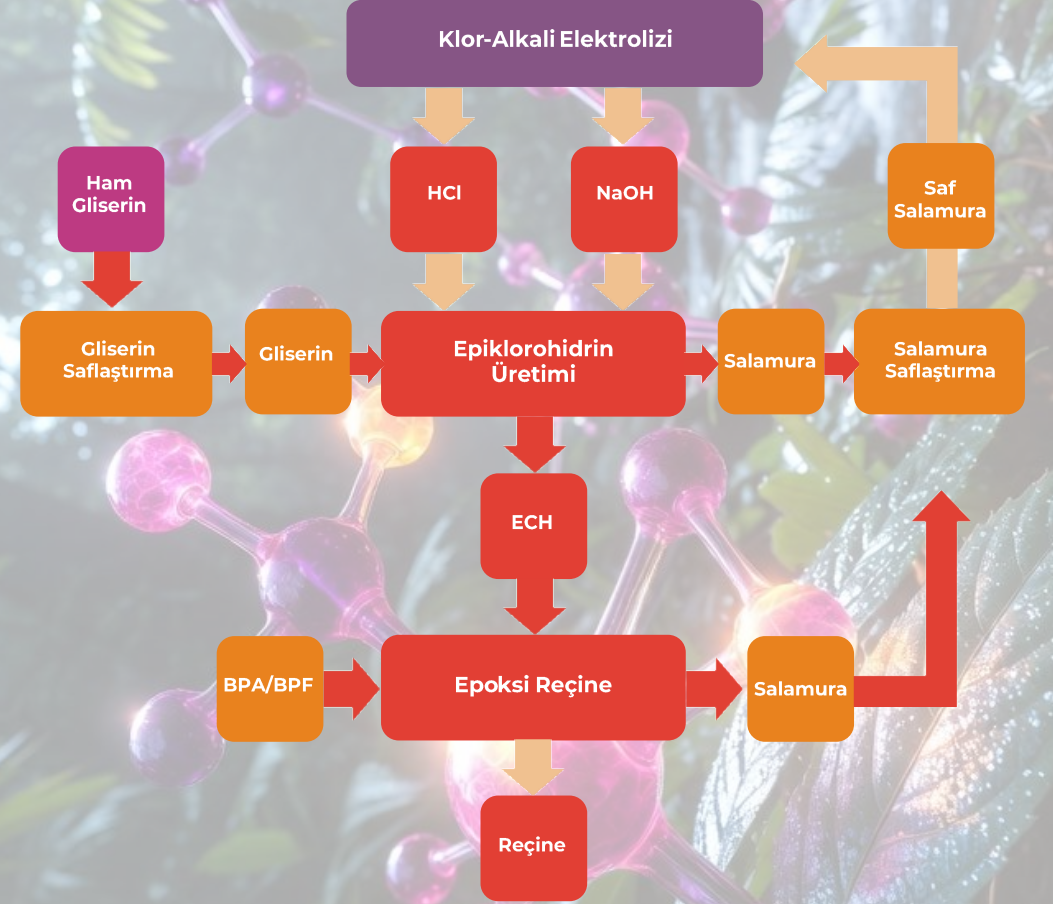 Klor-Alkali Elektrolizi
Ham
Gliserin
HCl
NaOH
Saf
Salamura
Gliserin
Saflaştırma
Gliserin
Epiklorohidrin
Üretimi
Salamura
Salamura
Saflaştırma
ECH
BPA/BPF
Epoksi Reçine
Salamura
Reçine